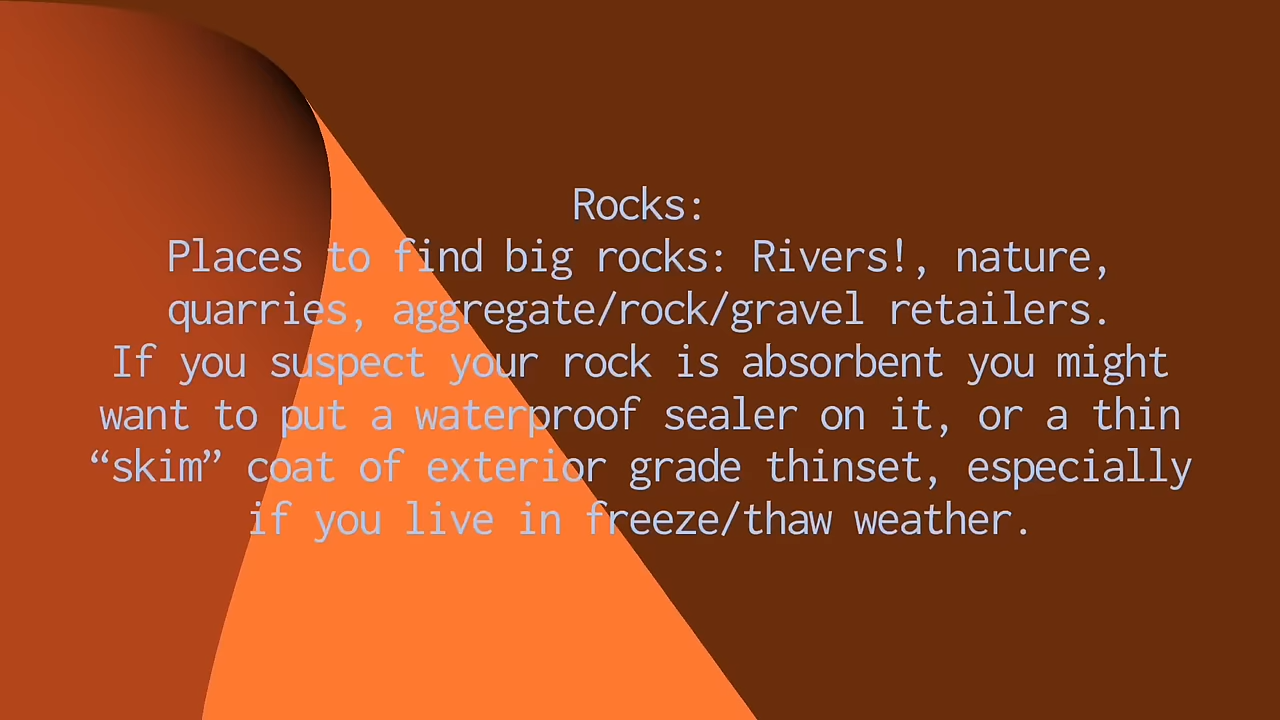 Rocks:
Places to find big rocks: Rivers!, nature,
quarries, aggregate/rock/gravel retailers.
If you suspect your rock is absorbent you might
want to put a waterproof sealer on it, or a thin
“skim” coat of exterior grade thinset, especially
if you live in freeze/thaw weather.